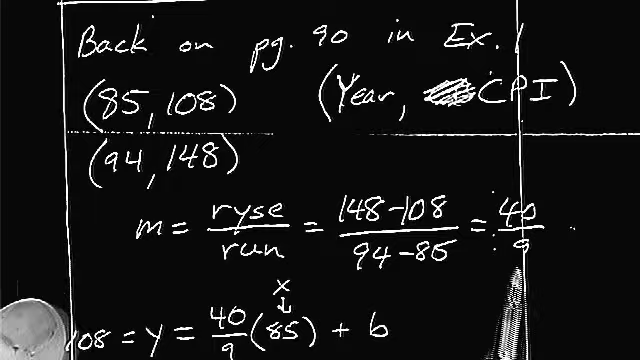 Back on pg. 90 in Ex. 1
(85, 108) (Year, CPI)
(94, 148)
m = ryse/run = 148-108/94-85 = 40/9
x
↓
108 = y = 40/9 (85) + b